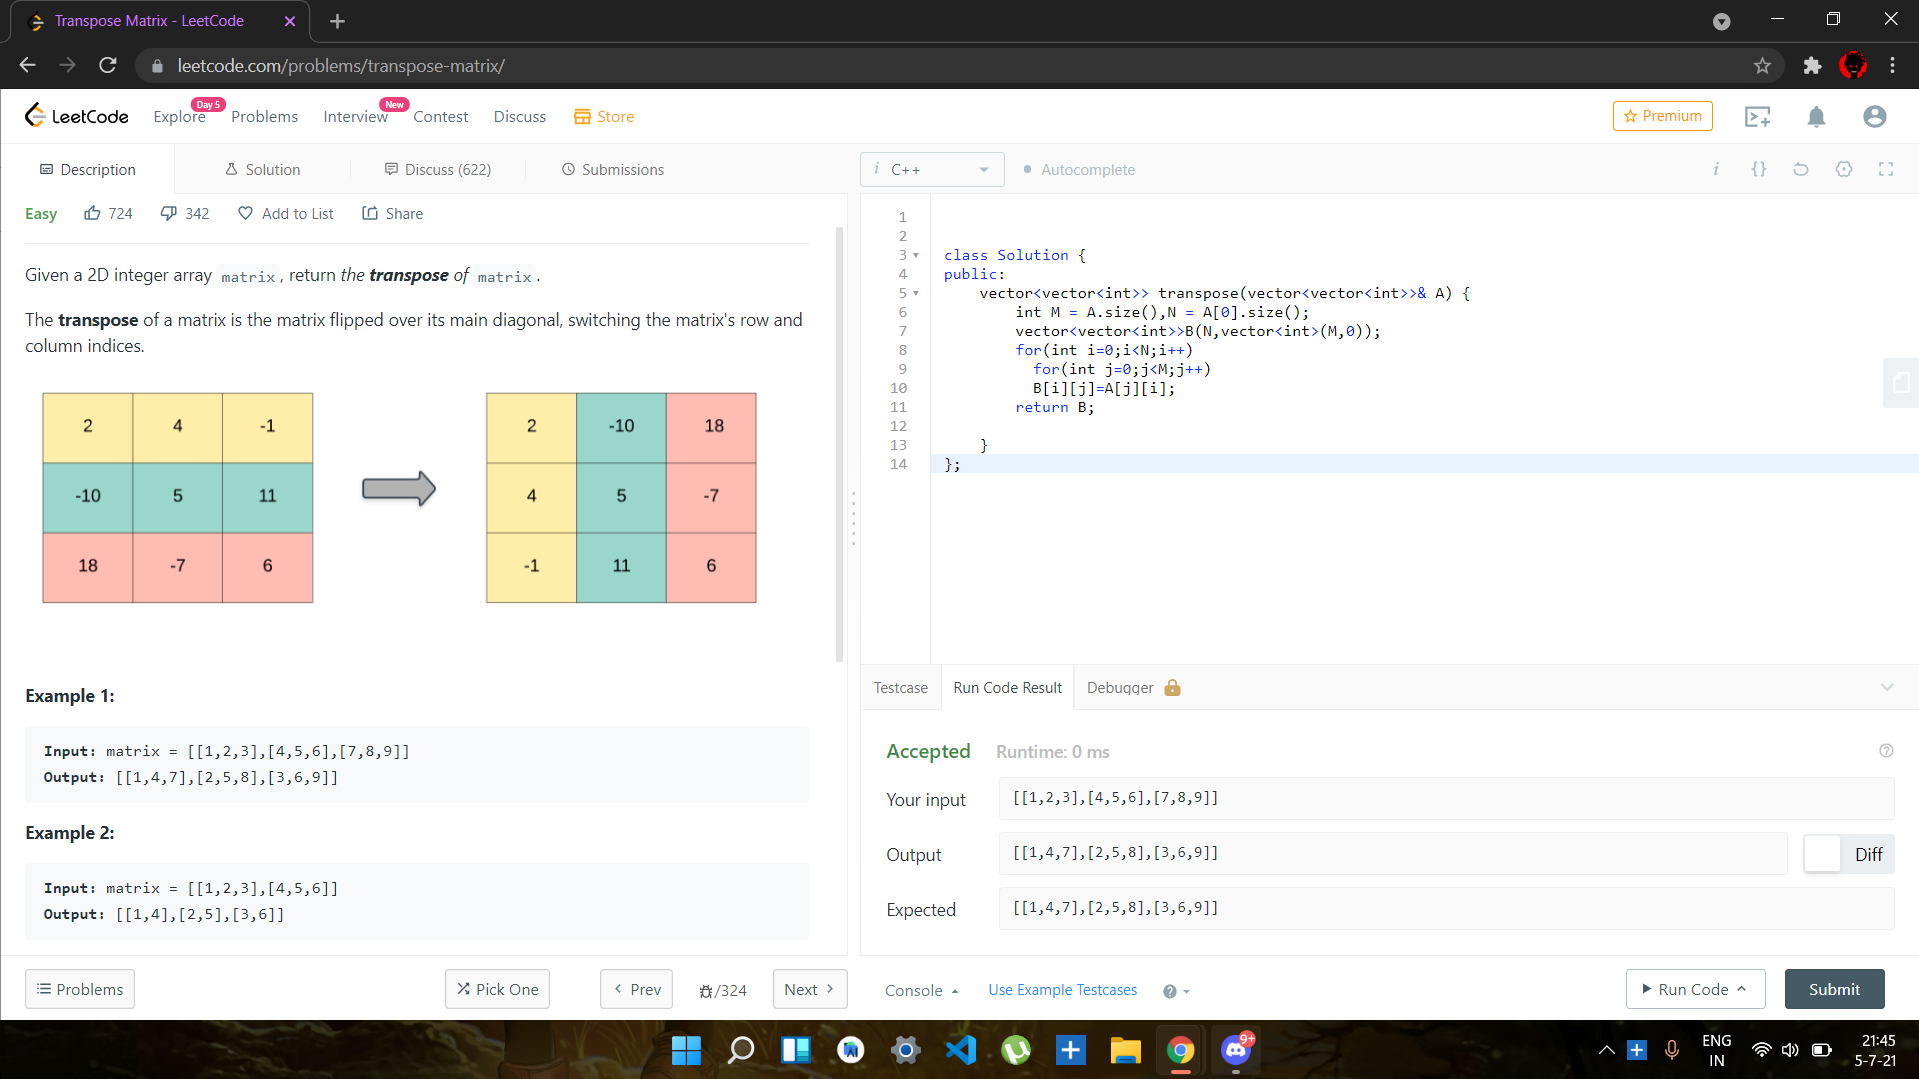 Transpose Matrix - LeetCode
leetcode.com/problems/transpose-matrix/
LeetCode Explore Day 5 Problems Interview New Contest Discuss Store Premium
Description Solution Discuss (622) Submissions
Easy 724 342 Add to List Share
Given a 2D integer array matrix, return the transpose of matrix.
The transpose of a matrix is the matrix flipped over its main diagonal, switching the matrix's row and
column indices.
2 4 -1 2 -10 18
-10 5 11 4 5 -7
18 -7 6 -1 11 6
Example 1:
Input: matrix = [[1,2,3],[4,5,6],[7,8,9]]
Output: [[1,4,7],[2,5,8],[3,6,9]]
Example 2:
Input: matrix = [[1,2,3],[4,5,6]]
Output: [[1,4],[2,5],[3,6]]
Problems Pick One Prev /324 Next
i C++ Autocomplete i {}
1
2
3 class Solution {
4 public:
5 vector<vector<int>> transpose(vector<vector<int>>& A) {
6 int M = A.size(),N = A[0].size();
7 vector<vector<int>>B(N,vector<int>(M,0));
8 for(int i=0;i<N;i++)
9 for(int j=0;j<M;j++)
10 B[i][j]=A[j][i];
11 return B;
12
13 }
14 };
Testcase Run Code Result Debugger
Accepted Runtime: 0 ms
Your input [[1,2,3],[4,5,6],[7,8,9]]
Output [[1,4,7],[2,5,8],[3,6,9]] Diff
Expected [[1,4,7],[2,5,8],[3,6,9]]
Console Use Example Testcases Run Code Submit
9+ ENG 21:45
IN 5-7-21